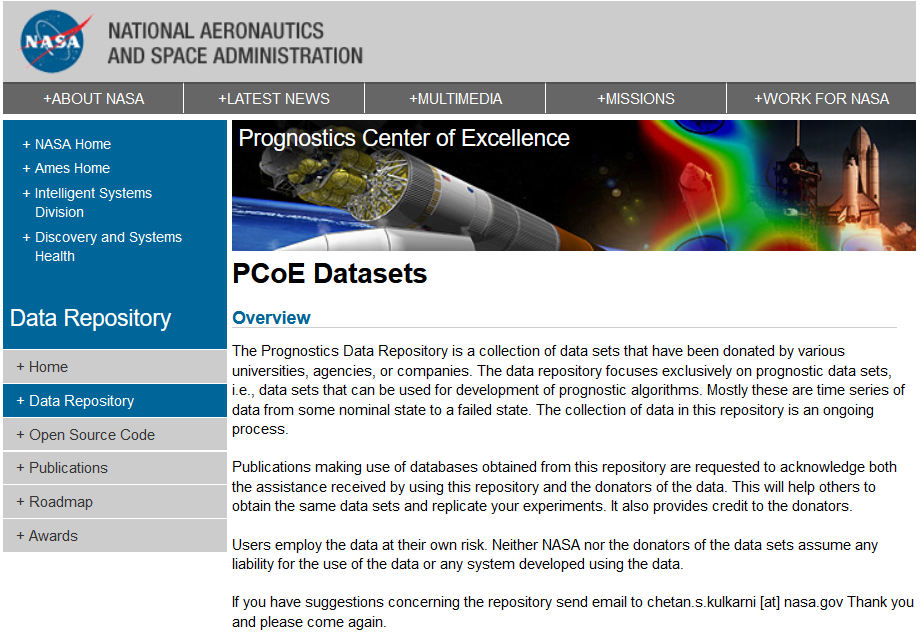 NASA
NATIONAL AERONAUTICS
AND SPACE ADMINISTRATION
+ABOUT NASA
+LATEST NEWS
+MULTIMEDIA
+MISSIONS
+WORK FOR NASA
+ NASA Home
+ Ames Home
+ Intelligent Systems
Division
+ Discovery and Systems
Health
Data Repository
+ Home
+ Data Repository
+ Open Source Code
+ Publications
+ Roadmap
+ Awards
Prognostics Center of Excellence
PCoE Datasets
Overview
The Prognostics Data Repository is a collection of data sets that have been donated by various
universities, agencies, or companies. The data repository focuses exclusively on prognostic data sets,
i.e., data sets that can be used for development of prognostic algorithms. Mostly these are time series of
data from some nominal state to a failed state. The collection of data in this repository is an ongoing
process.
Publications making use of databases obtained from this repository are requested to acknowledge both
the assistance received by using this repository and the donators of the data. This will help others to
obtain the same data sets and replicate your experiments. It also provides credit to the donators.
Users employ the data at their own risk. Neither NASA nor the donators of the data sets assume any
liability for the use of the data or any system developed using the data.
If you have suggestions concerning the repository send email to chetan.s.kulkarni [at] nasa.gov Thank you
and please come again.